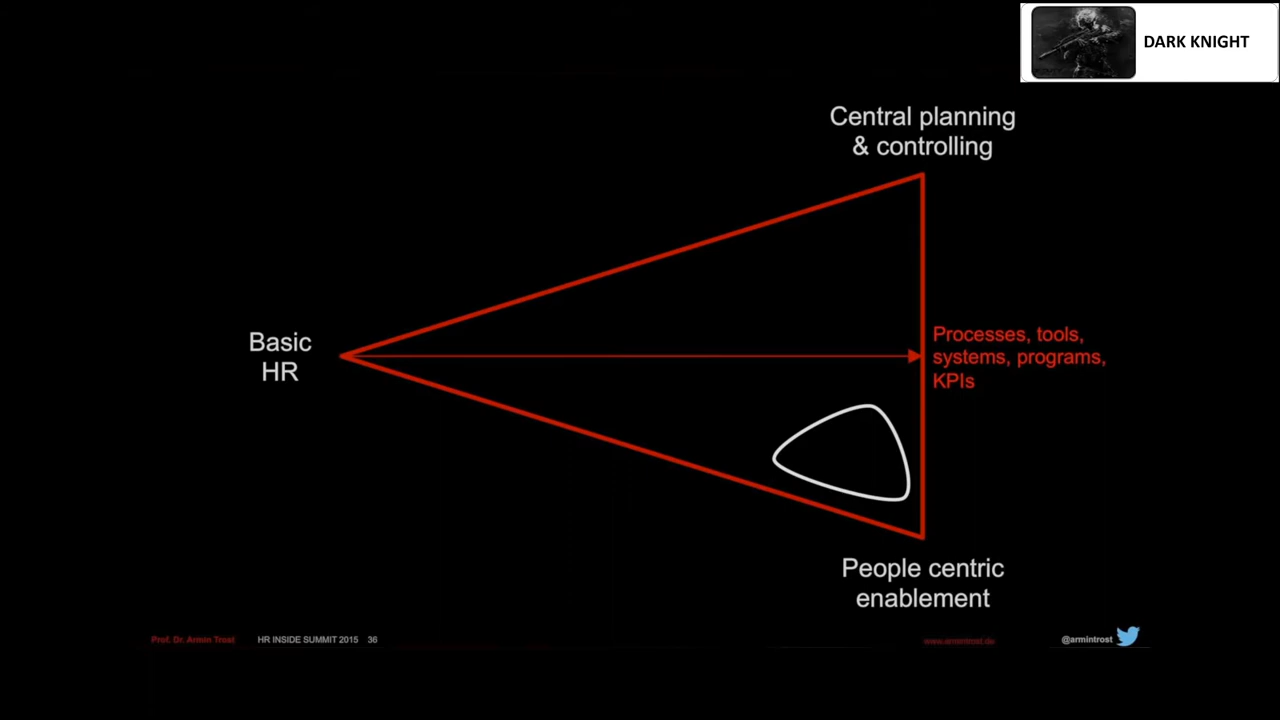 DARK KNIGHT
Central planning
& controlling
Basic
HR
Processes, tools,
systems, programs,
KPIs
People centric
enablement
Prof. Dr. Armin Trost
HR INSIDE SUMMIT 2015 36
www.armintrost.de
@armintrost